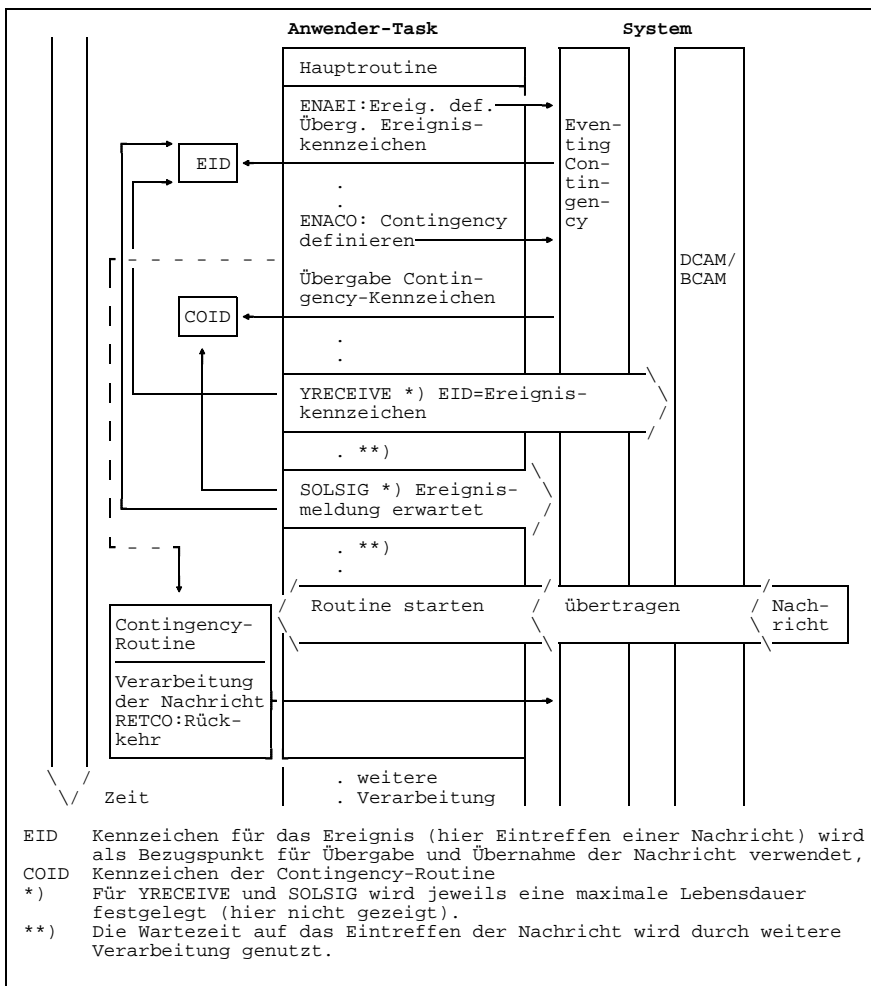 Anwender-Task System
Hauptroutine
ENAEI:Ereig. def.
Überg. Ereignis-
kennzeichen
EID
Even-
ting
Con-
tin-
gen-
cy
.
.
ENACO: Contingency
definieren
DCAM/
BCAM
Übergabe Contin-
gency-Kennzeichen
COID
.
.
YRECEIVE *) EID=Ereignis-
kennzeichen
. **)
SOLSIG *) Ereignis-
meldung erwartet
. **)
.
Routine starten
übertragen
Nach-
richt
Contingency-
Routine
Verarbeitung
der Nachricht
RETCO:Rück-
kehr
Zeit
. weitere
. Verarbeitung
EID Kennzeichen für das Ereignis (hier Eintreffen einer Nachricht) wird
als Bezugspunkt für Übergabe und Übernahme der Nachricht verwendet,
COID Kennzeichen der Contingency-Routine
*) Für YRECEIVE und SOLSIG wird jeweils eine maximale Lebensdauer
festgelegt (hier nicht gezeigt).
**) Die Wartezeit auf das Eintreffen der Nachricht wird durch weitere
Verarbeitung genutzt.